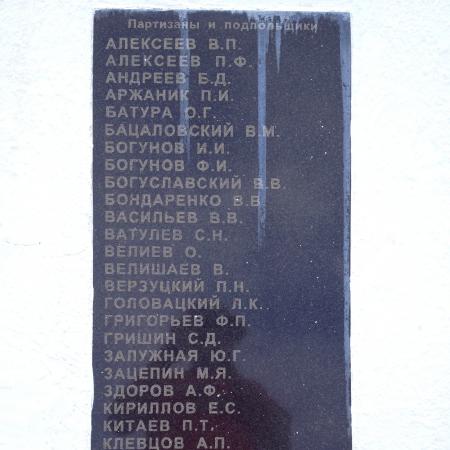 Партизаны и подпольщики
АЛЕКСЕЕВ В.П.
АЛЕКСЕЕВ П.Ф.
АНДРЕЕВ Б.Д.
АРЖАНИК П.И.
БАТУРА О.Г.
БАЦАЛОВСКИЙ В.М.
БОГУНОВ И.И.
БОГУНОВ Ф.И.
БОГУСЛАВСКИЙ В.В.
БОНДАРЕНКО В.В.
ВАСИЛЬЕВ В.В.
ВАТУЛЕВ С.Н.
ВЕЛИЕВ О.
ВЕЛИШАЕВ В.
ВЕРЗУЦКИЙ П.Н.
ГОЛОВАЦКИЙ Л.К.
ГРИГОРЬЕВ Ф.П.
ГРИШИН С.Д.
ЗАЛУЖНАЯ Ю.Г.
ЗАЦЕПИН М.Я.
ЗДОРОВ А.Ф.
КИРИЛЛОВ Е.С.
КИТАЕВ П.Т.
КЛЕВЦОВ А.П.